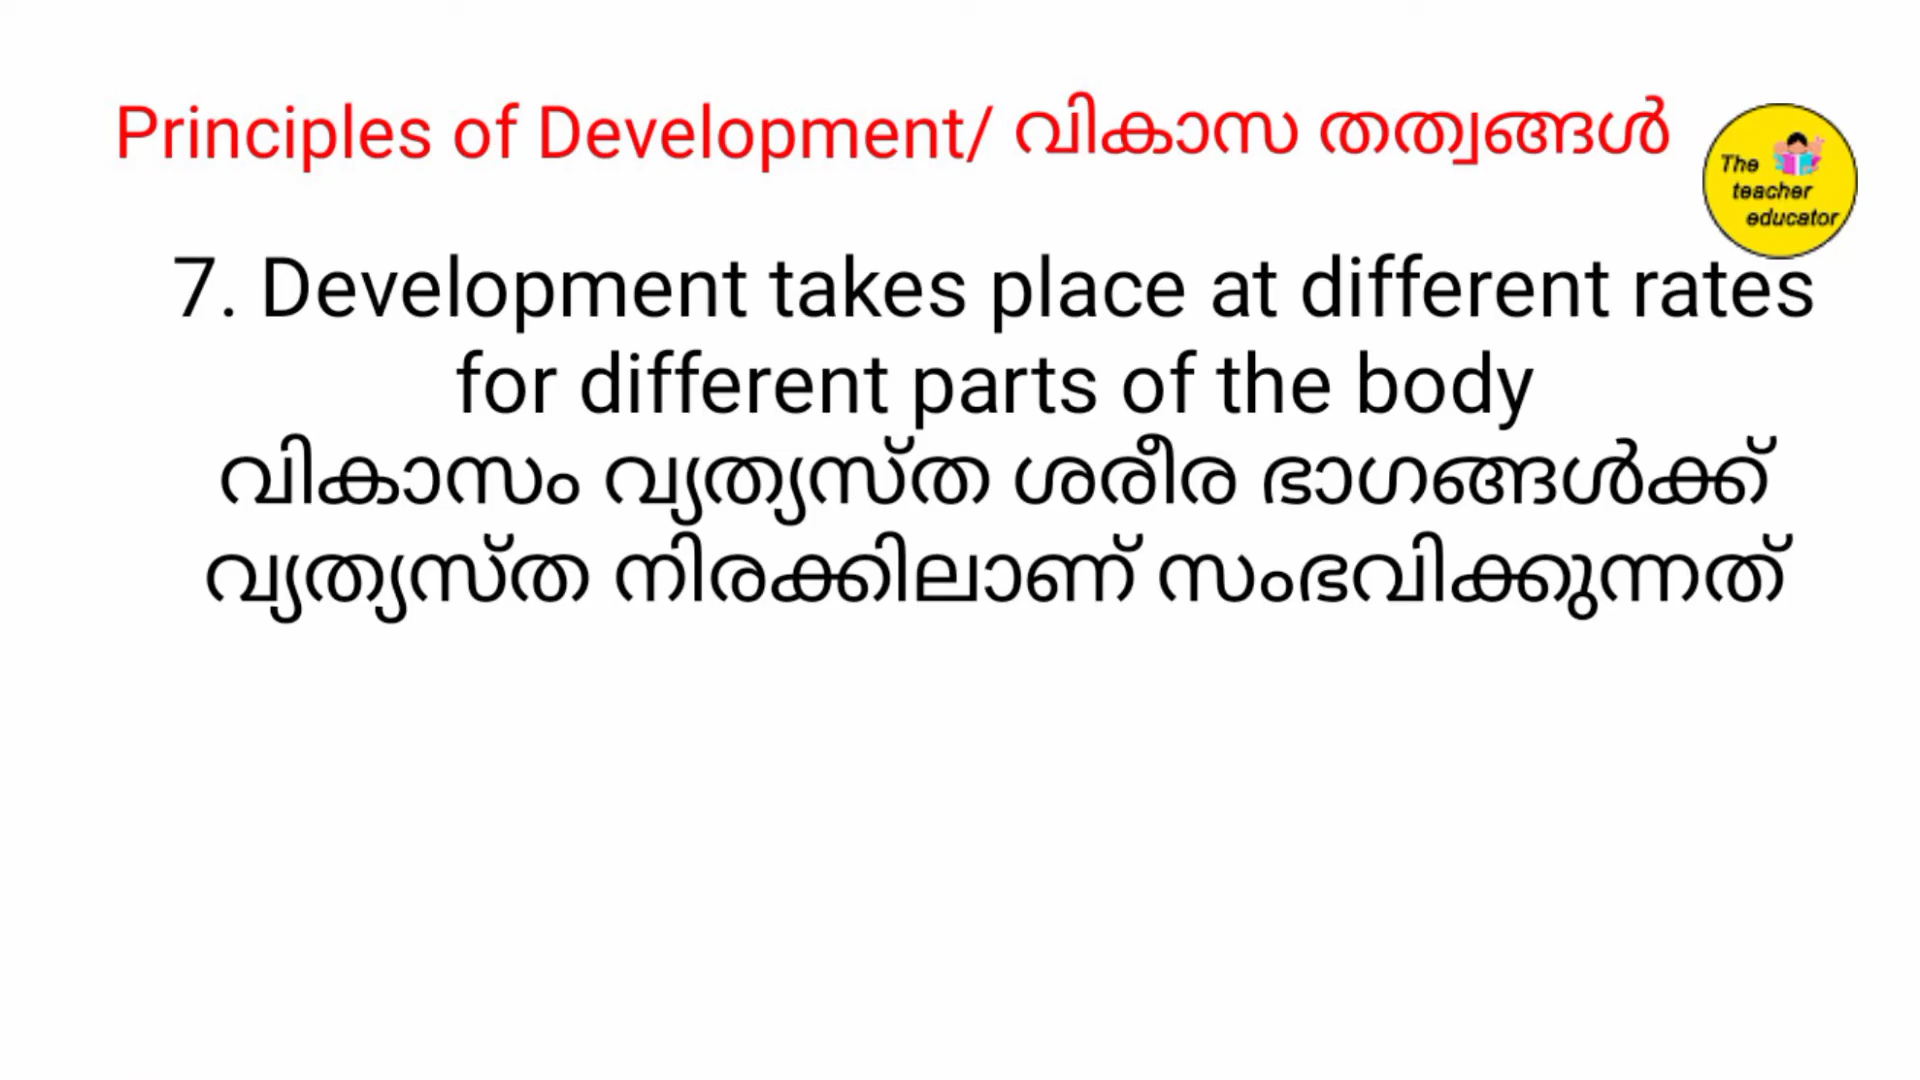 Principles of Development/ വികാസ തത്വങ്ങൾ
The
teacher
educator
7. Development takes place at different rates
for different parts of the body
വികാസം വ്യത്യസ്ത ശരീര ഭാഗങ്ങൾക്ക്
വ്യത്യസ്ത നിരക്കിലാണ് സംഭവിക്കുന്നത്